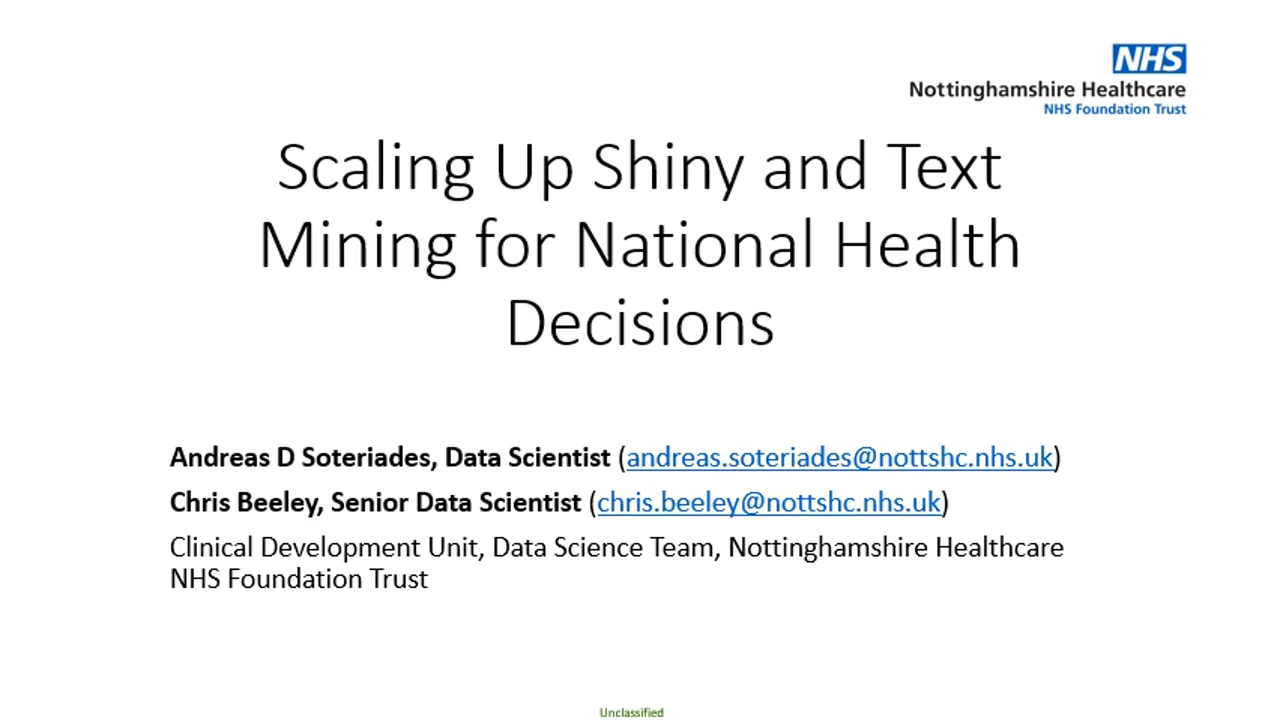 NHS
Nottinghamshire Healthcare
NHS Foundation Trust
Scaling Up Shiny and Text
Mining for National Health
Decisions
Andreas D Soteriades, Data Scientist (andreas.soteriades@nottshc.nhs.uk)
Chris Beeley, Senior Data Scientist (chris.beeley@nottshc.nhs.uk)
Clinical Development Unit, Data Science Team, Nottinghamshire Healthcare
NHS Foundation Trust
Unclassified